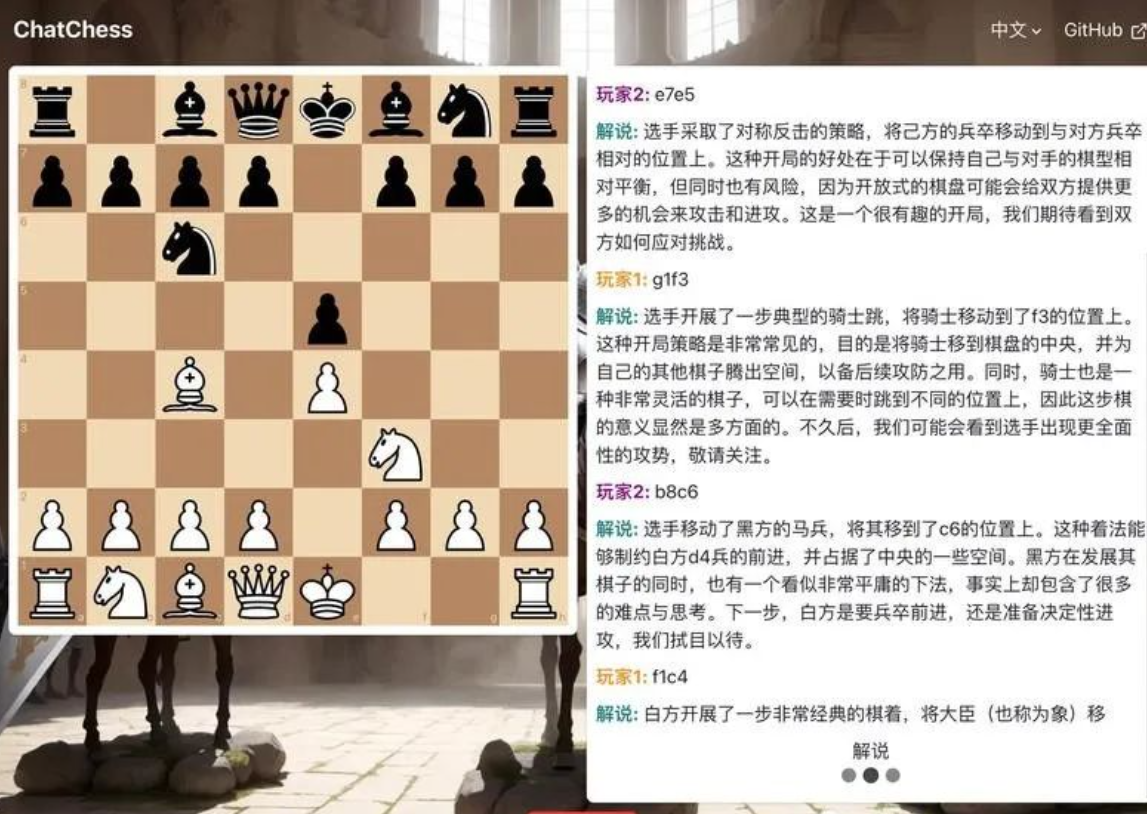 ChatChess
中文
GitHub
8
7
6
5
4
3
2
1
a
b
c
d
e
f
g
h
玩家2: e7e5
解说: 选手采取了对称反击的策略，将己方的兵卒移动到与对方兵卒
相对的位置上。这种开局的好处在于可以保持自己与对手的棋型相
对平衡，但同时也有风险，因为开放式的棋盘可能会给双方提供更
多的机会来攻击和进攻。这是一个很有趣的开局，我们期待看到双
方如何应对挑战。
玩家1: g1f3
解说: 选手开展了一步典型的骑士跳，将骑士移动到了f3的位置上。
这种开局策略是非常常见的，目的是将骑士移到棋盘的中央，并为
自己的其他棋子腾出空间，以备后续攻防之用。同时，骑士也是一
种非常灵活的棋子，可以在需要时跳到不同的位置上，因此这步棋
的意义显然是多方面的。不久后，我们可能会看到选手出现更全面
性的攻势，敬请关注。
玩家2: b8c6
解说: 选手移动了黑方的马兵，将其移到了c6的位置上。这种着法能
够制约白方d4兵的前进，并占据了中央的一些空间。黑方在发展其
棋子的同时，也有一个看似非常平庸的下法，事实上却包含了很多
的难点与思考。下一步，白方是要兵卒前进，还是准备决定性进
攻，我们拭目以待。
玩家1: f1c4
解说: 白方开展了一步非常经典的棋着，将大臣（也称为象）移
解说